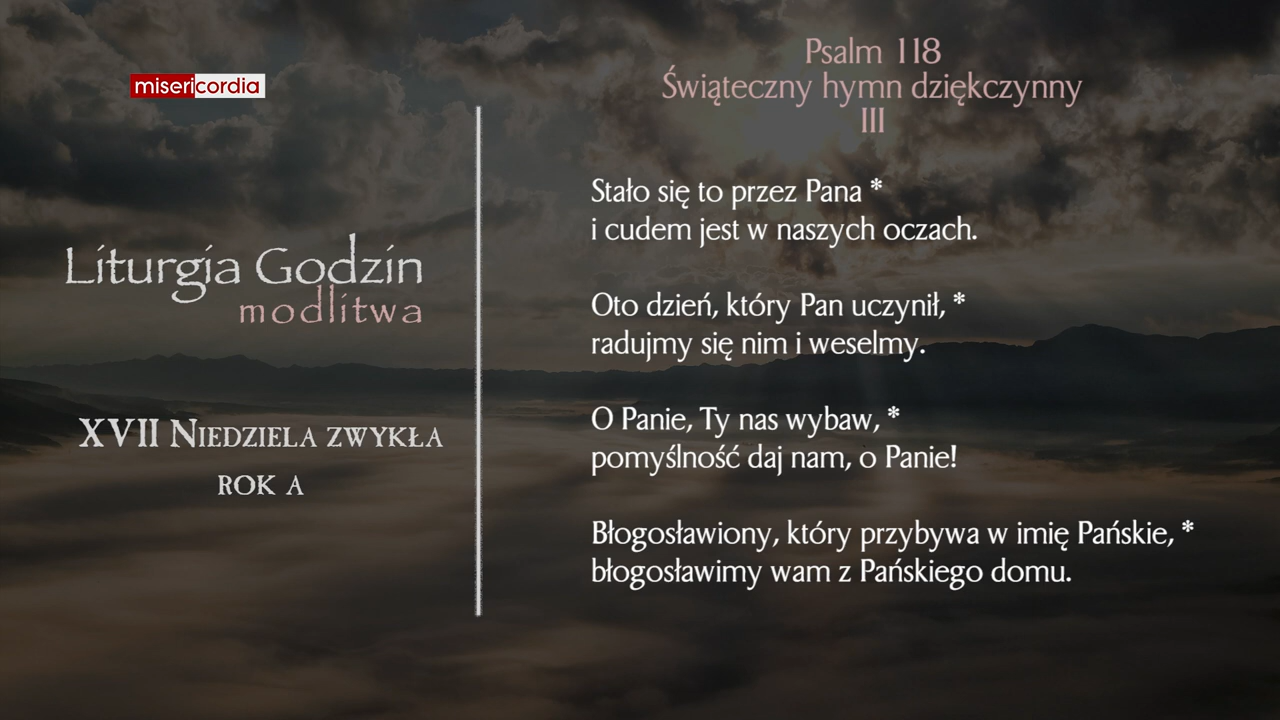 misericordia
Liturgia Godzin
modlitwa
XVII Niedziela zwykła
rok A
Psalm 118
Świąteczny hymn dziękczynny
III
Stało się to przez Pana *
i cudem jest w naszych oczach.
Oto dzień, który Pan uczynił, *
radujmy się nim i weselmy.
O Panie, Ty nas wybaw, *
pomyślność daj nam, o Panie!
Błogosławiony, który przybywa w imię Pańskie, *
błogosławimy wam z Pańskiego domu.